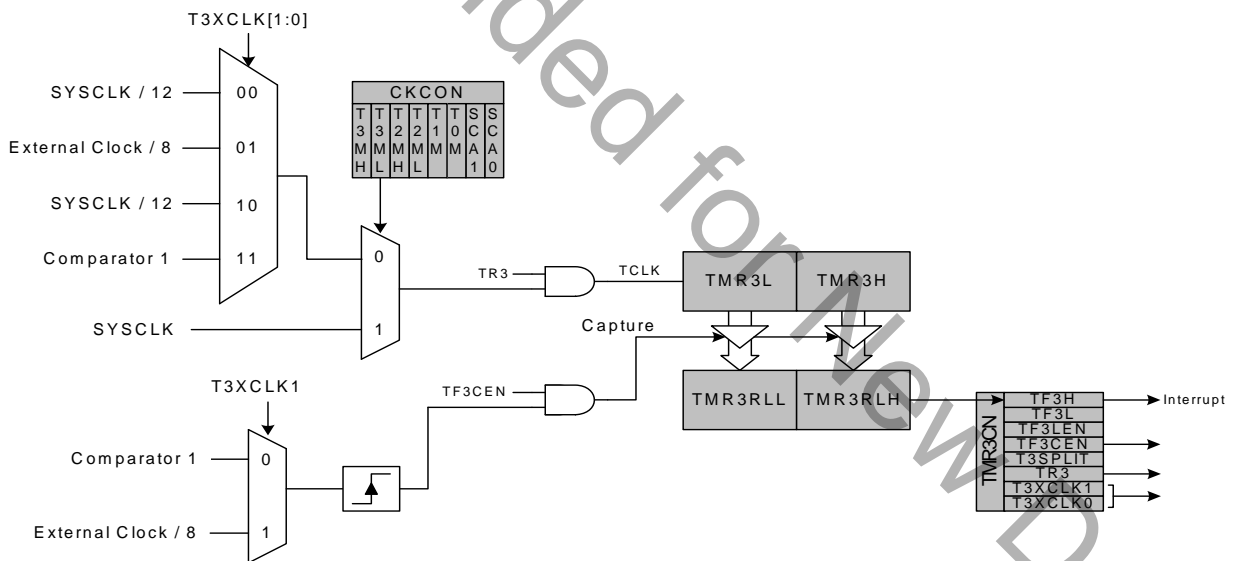 T3XCLK[1:0]
SYSCLK / 12
00
External Clock / 8
01
SYSCLK / 12
10
Comparator 1
11
SYSCLK
CKCON
T3MH
T3ML
T2MH
T2ML
T1M
T0M
SCA1
SCA0
0
1
TR3
TCLK
TMR3L
TMR3H
Capture
TF3CEN
TMR3RLL
TMR3RLH
T3XCLK1
Comparator 1
0
External Clock / 8
1
TMR3CN
TF3H
TF3L
TF3LEN
TF3CEN
T3SPLIT
TR3
T3XCLK1
T3XCLK0
Interrupt
nded for New D